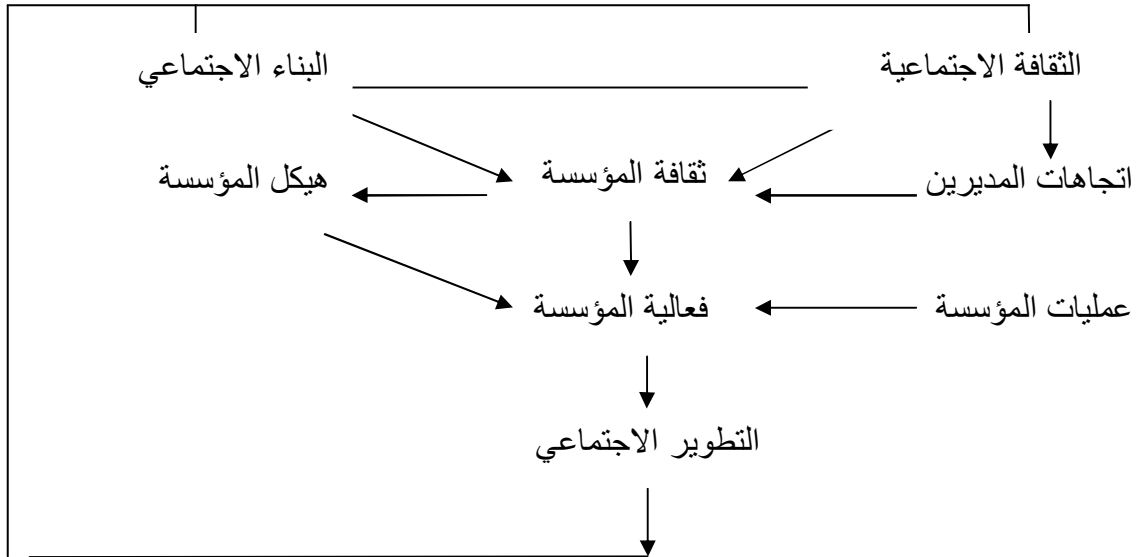 الثقافة الاجتماعية
البناء الاجتماعي
اتجاهات المديرين
ثقافة المؤسسة
هيكل المؤسسة
عمليات المؤسسة
فعالية المؤسسة
التطوير الاجتماعي